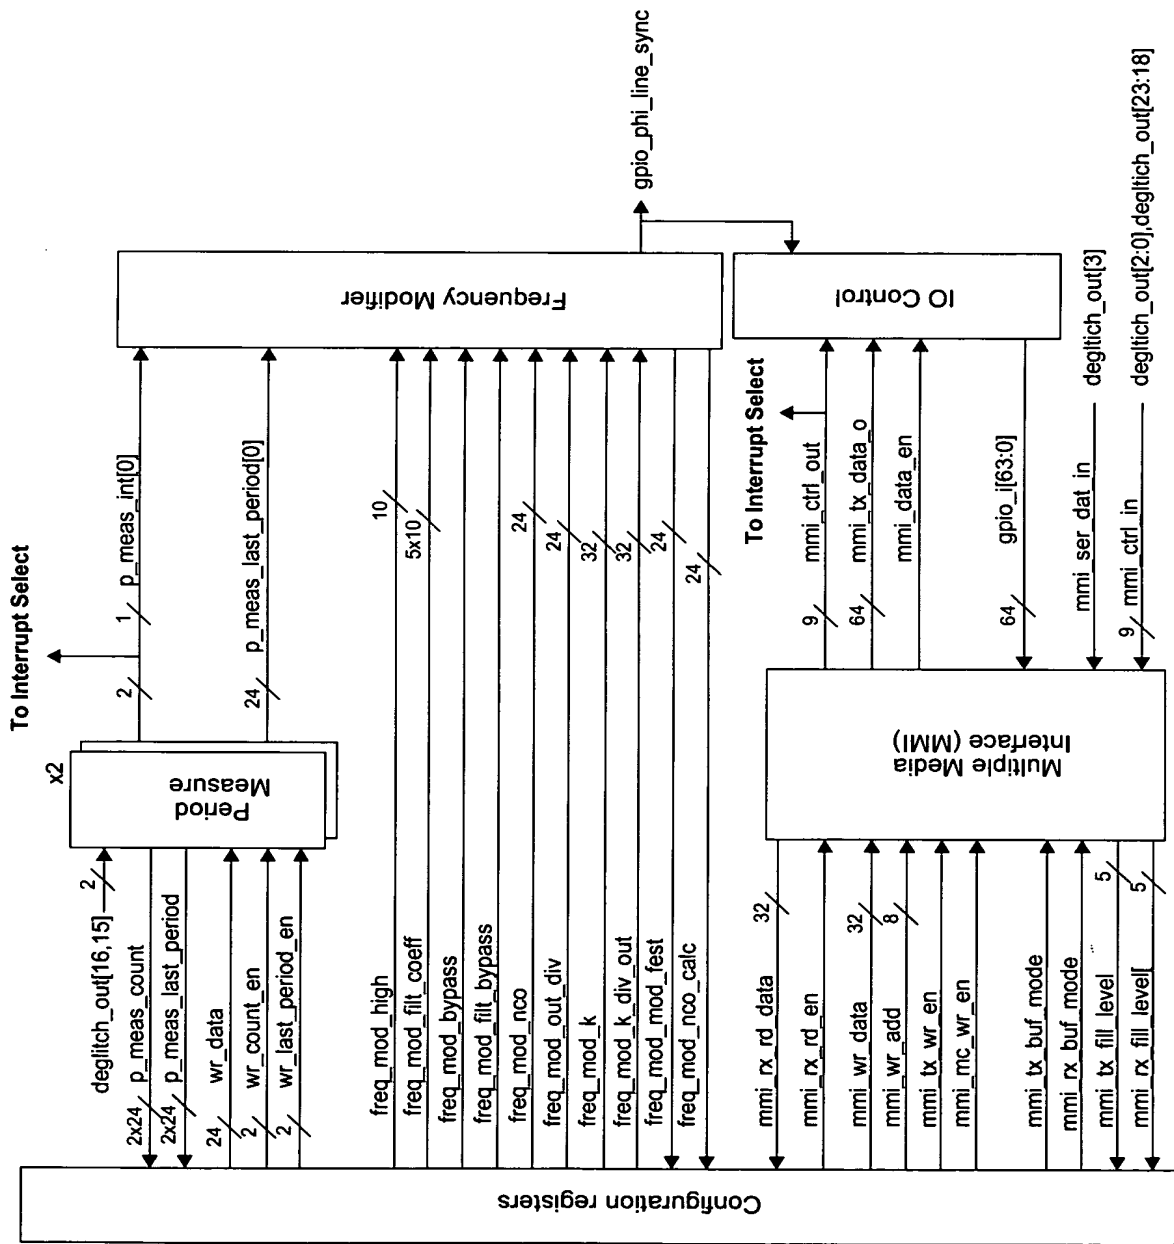 To Interrupt Select
x2
Period
Measure
deglitch_out[16,15]
2
p_meas_count
2x24
p_meas_last_period
2x24
wr_data
24
wr_count_en
2
wr_last_period_en
2
2
1
p_meas_int[0]
24
p_meas_last_period[0]
freq_mod_high
10
freq_mod_filt_coeff
5x10
freq_mod_bypass
freq_mod_filt_bypass
freq_mod_nco
24
freq_mod_out_div
24
freq_mod_k
32
freq_mod_k_div_out
32
freq_mod_mod_fest
24
freq_mod_nco_calc
24
Frequency Modifier
gpio_phi_line_sync
To Interrupt Select
IO Control
mmi_ctrl_out
9
mmi_tx_data_o
64
mmi_data_en
gpio_i[63:0]
64
mmi_ser_dat_in
degltich_out[3]
mmi_ctrl_in
9
degltich_out[2:0],degltich_out[23:18]
Multiple Media
Interface (MMI)
mmi_rx_rd_data
32
mmi_rx_rd_en
mmi_wr_data
32
mmi_wr_add
8
mmi_tx_wr_en
mmi_mc_wr_en
mmi_tx_buf_mode
mmi_rx_buf_mode
mmi_tx_fill_level
5
mmi_rx_fill_level[
5
Configuration registers